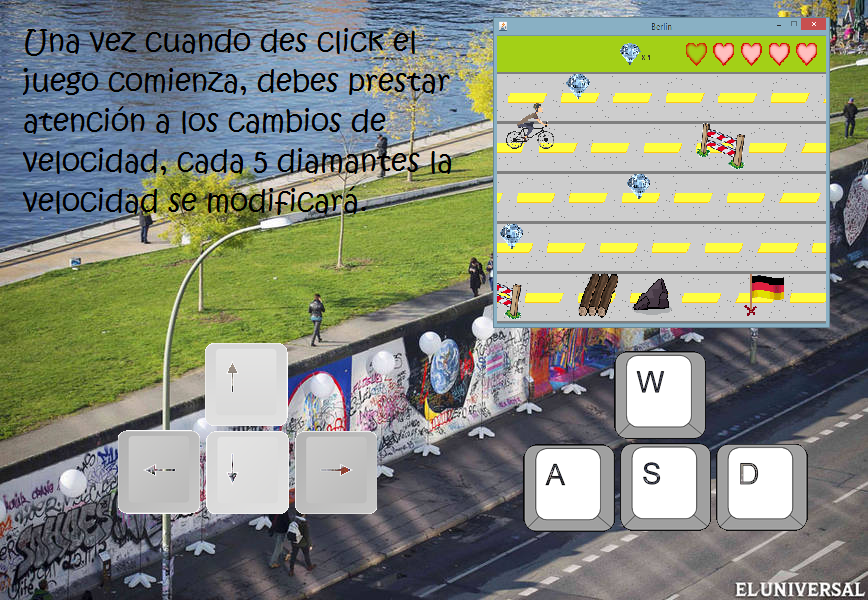 Una vez cuando des click el
juego comienza, debes prestar
atención a los cambios de
velocidad, cada 5 diamantes la
velocidad se modificará.
Berlin
W
A S D
EL UNIVERSAL